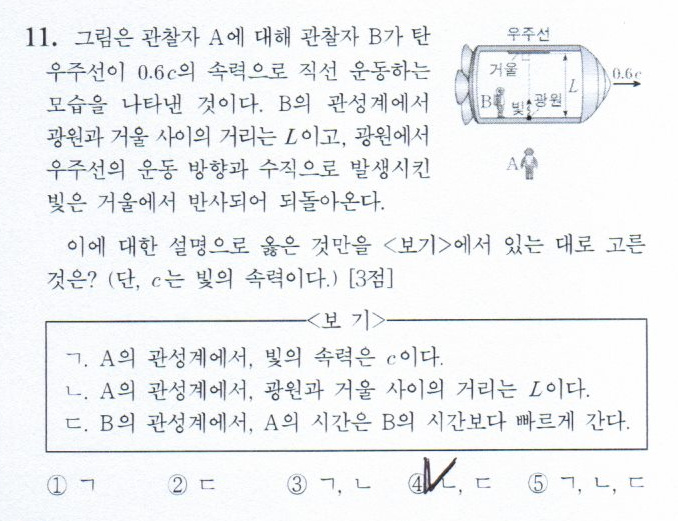 11. 그림은 관찰자 A에 대해 관찰자 B가 탄
우주선이 0.6c의 속력으로 직선 운동하는
모습을 나타낸 것이다. B의 관성계에서
광원과 거울 사이의 거리는 L이고, 광원에서
우주선의 운동 방향과 수직으로 발생시킨
빛은 거울에서 반사되어 되돌아온다.
우주선
거울
0.6c
L
B
빛
광원
A
이에 대한 설명으로 옳은 것만을 <보기>에서 있는 대로 고른
것은? (단, c는 빛의 속력이다.) [3점]
<보 기>
ㄱ. A의 관성계에서, 빛의 속력은 c이다.
ㄴ. A의 관성계에서, 광원과 거울 사이의 거리는 L이다.
ㄷ. B의 관성계에서, A의 시간은 B의 시간보다 빠르게 간다.
① ㄱ ② ㄷ ③ ㄱ, ㄴ ④ ㄴ, ㄷ ⑤ ㄱ, ㄴ, ㄷ